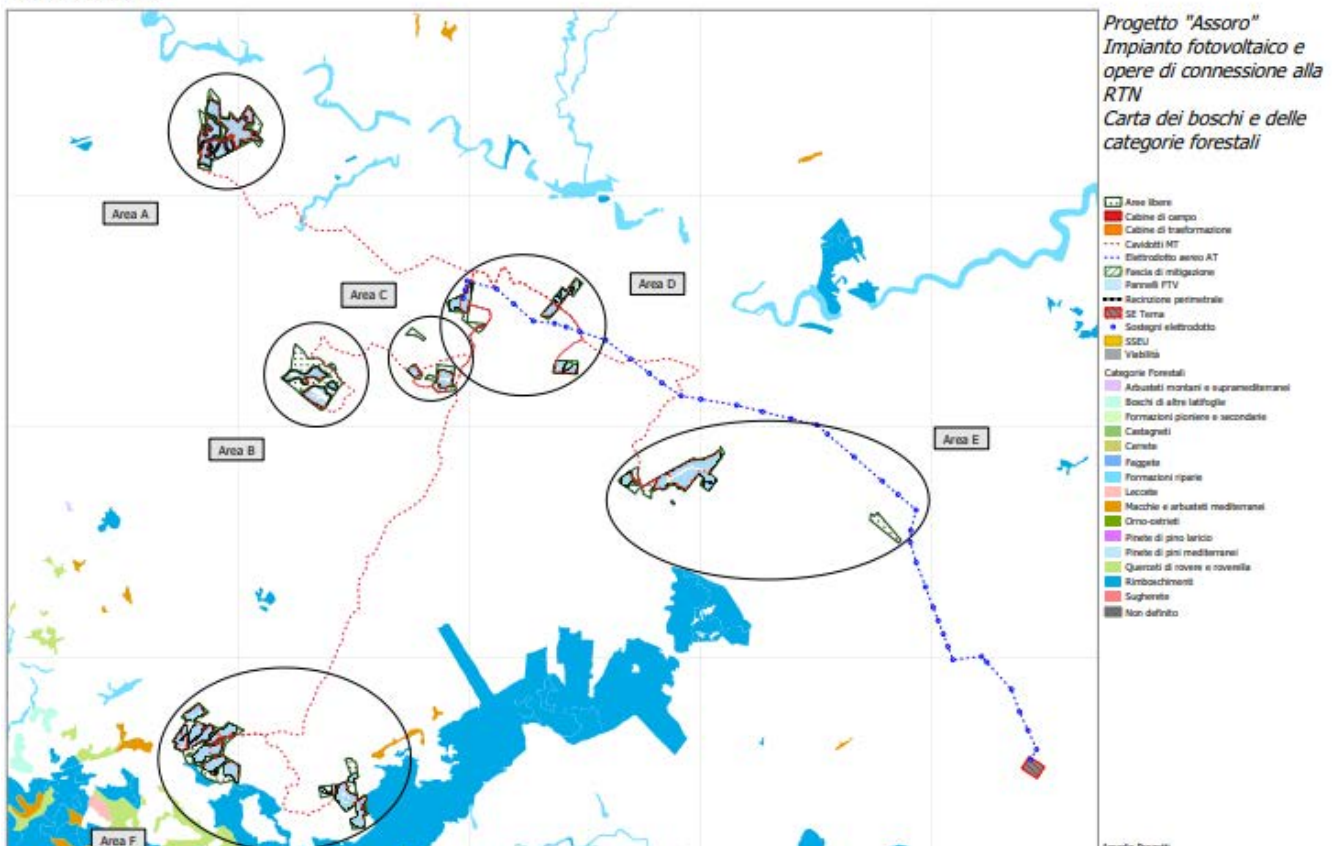 Progetto "Assoro"
Impianto fotovoltaico e
opere di connessione alla
RTN
Carta dei boschi e delle
categorie forestali
Area A
Area C
Area D
Area B
Area E
Area F
Aree libere
Cabine di campo
Cabine di trasformazione
Cavidotti MT
Elettrodotto aereo AT
Fascia di mitigazione
Pannelli FTV
Recinzione perimetrale
SE Terna
Sostegni elettrodotto
SSEU
Viabilità
Categorie Forestali
Arbusteti montani e supramediterranei
Boschi di altre latifoglie
Formazioni pioniere e secondarie
Castagneti
Cerrete
Faggete
Formazioni riparie
Leccete
Macchie e arbusteti mediterranei
Orno-ostrieti
Pinete di pino laricio
Pinete di pini mediterranei
Querceti di rovere e roverella
Rimboschimenti
Sugherete
Non definito